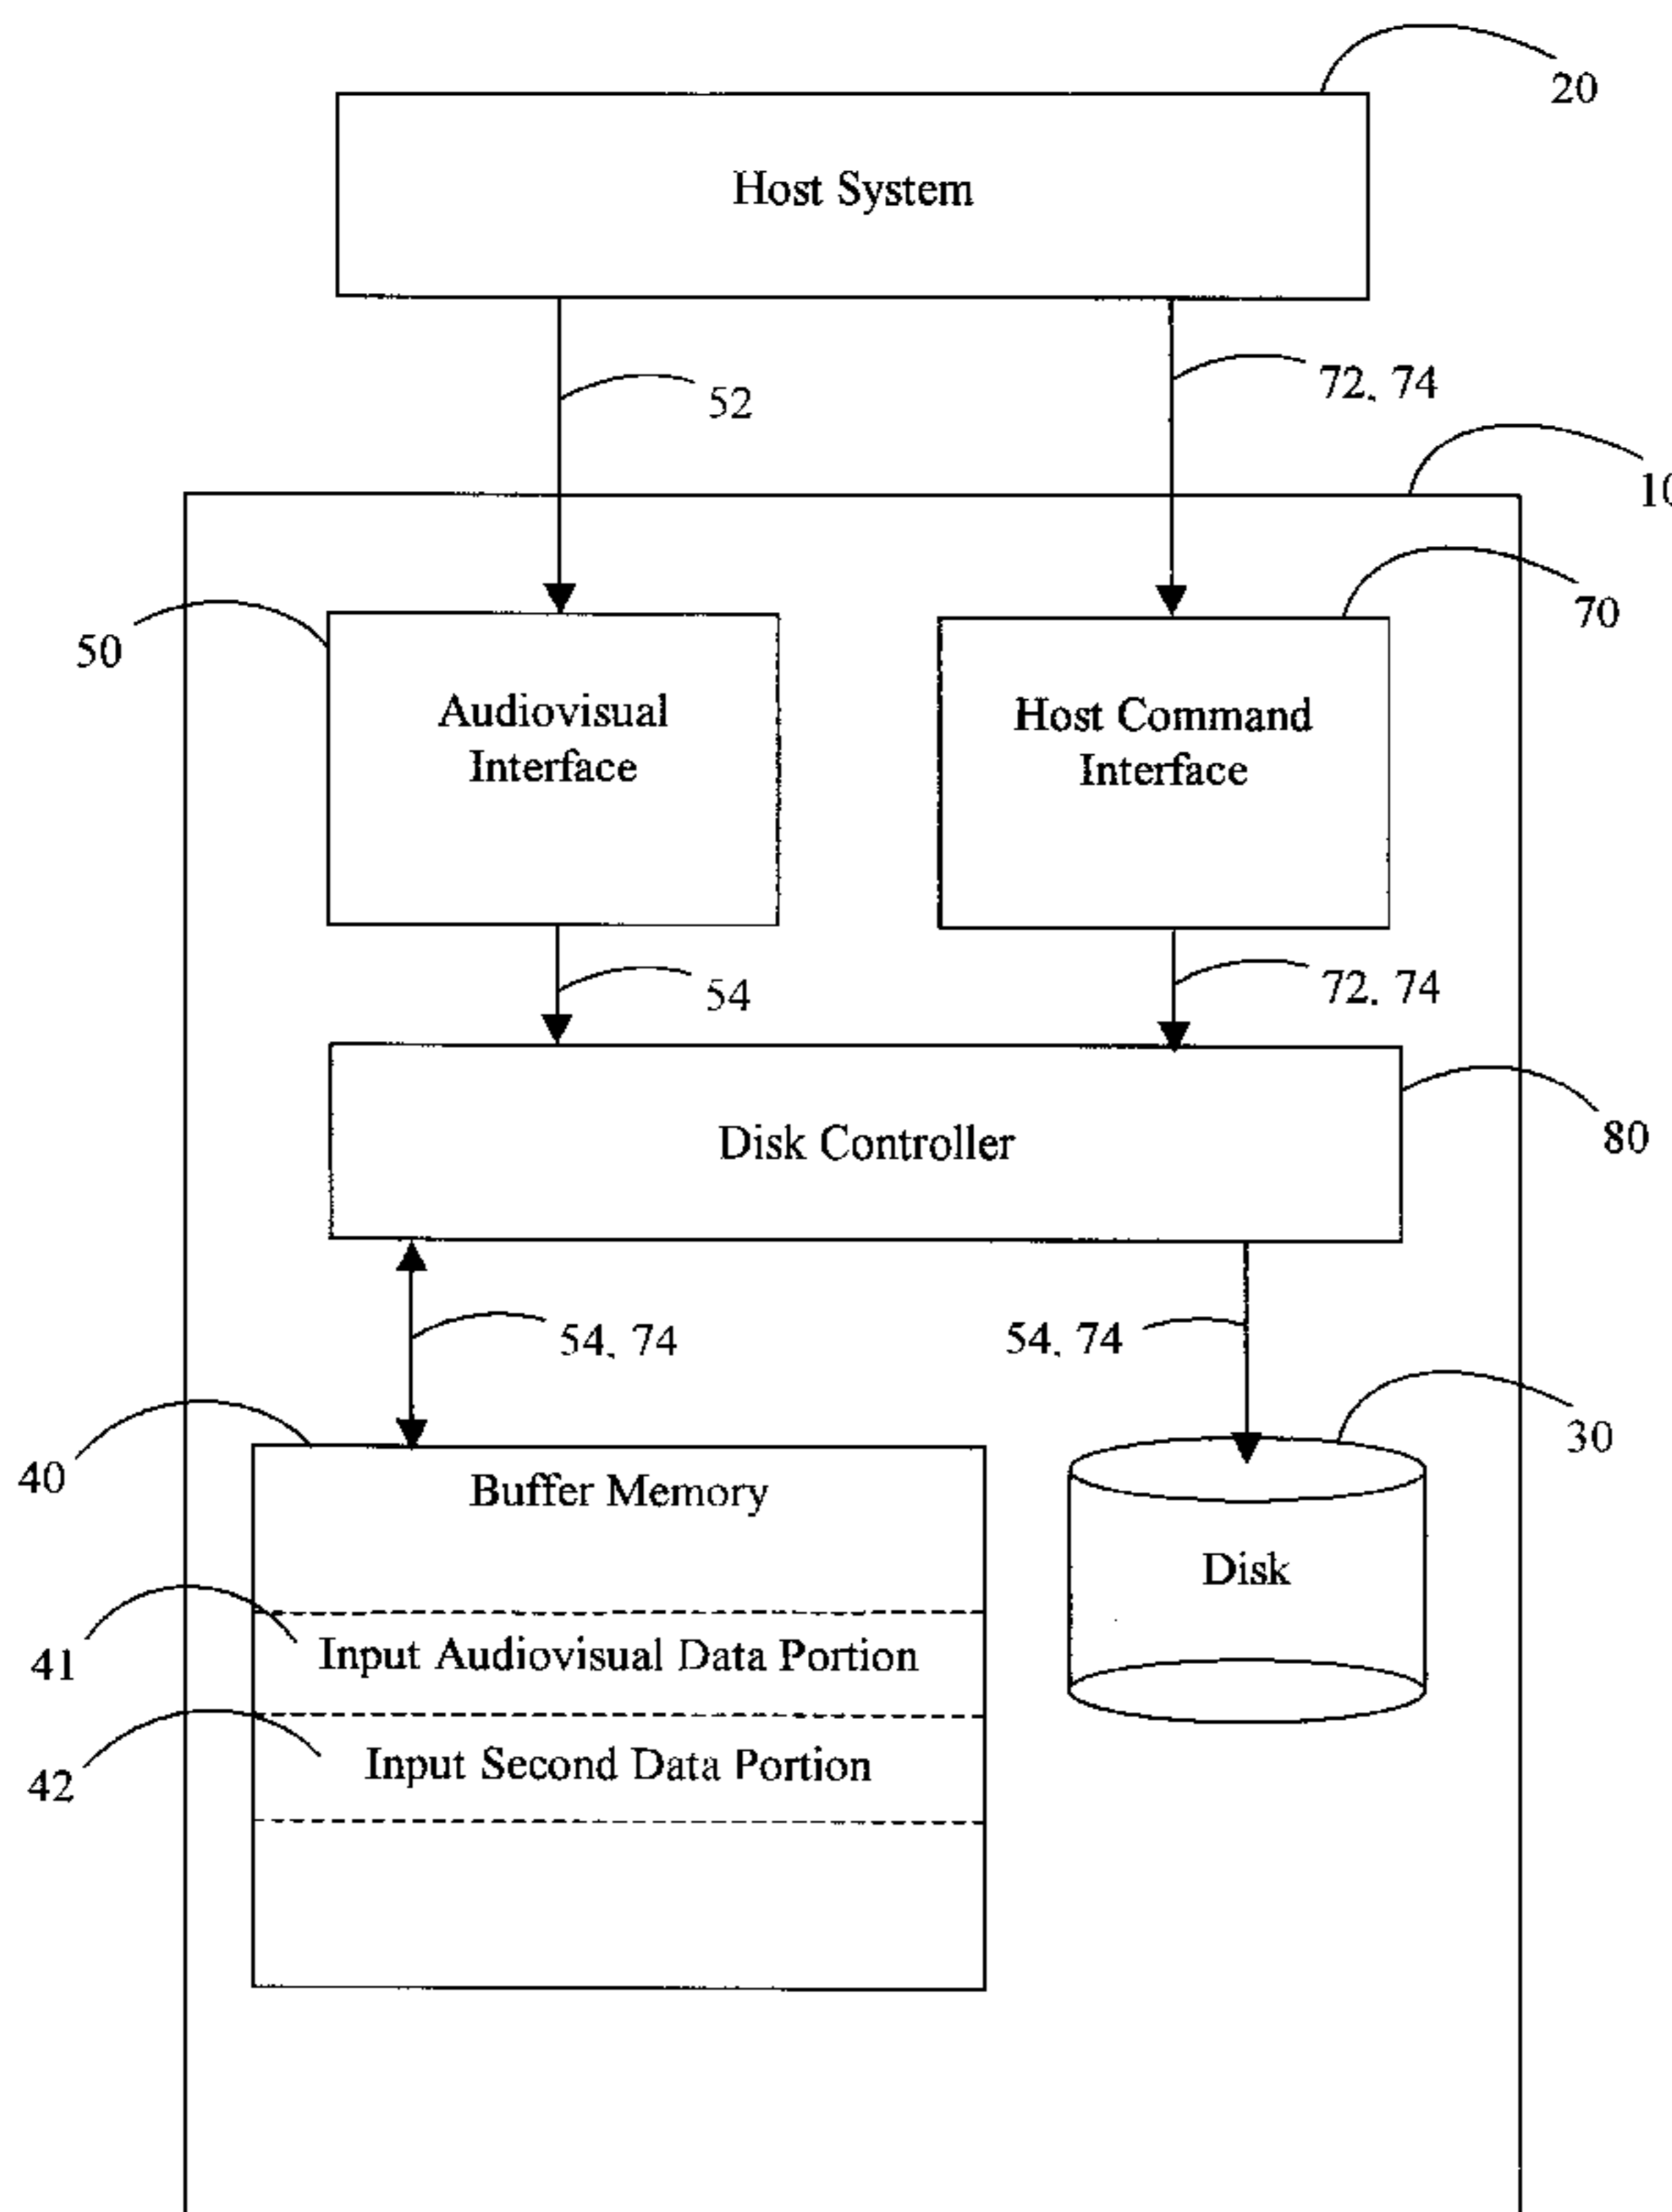 20
Host System
52
72, 74
10
50
70
Audiovisual
Interface
Host Command
Interface
54
72, 74
Disk Controller
80
54, 74
54, 74
40
30
Buffer Memory
Disk
41
Input Audiovisual Data Portion
42
Input Second Data Portion